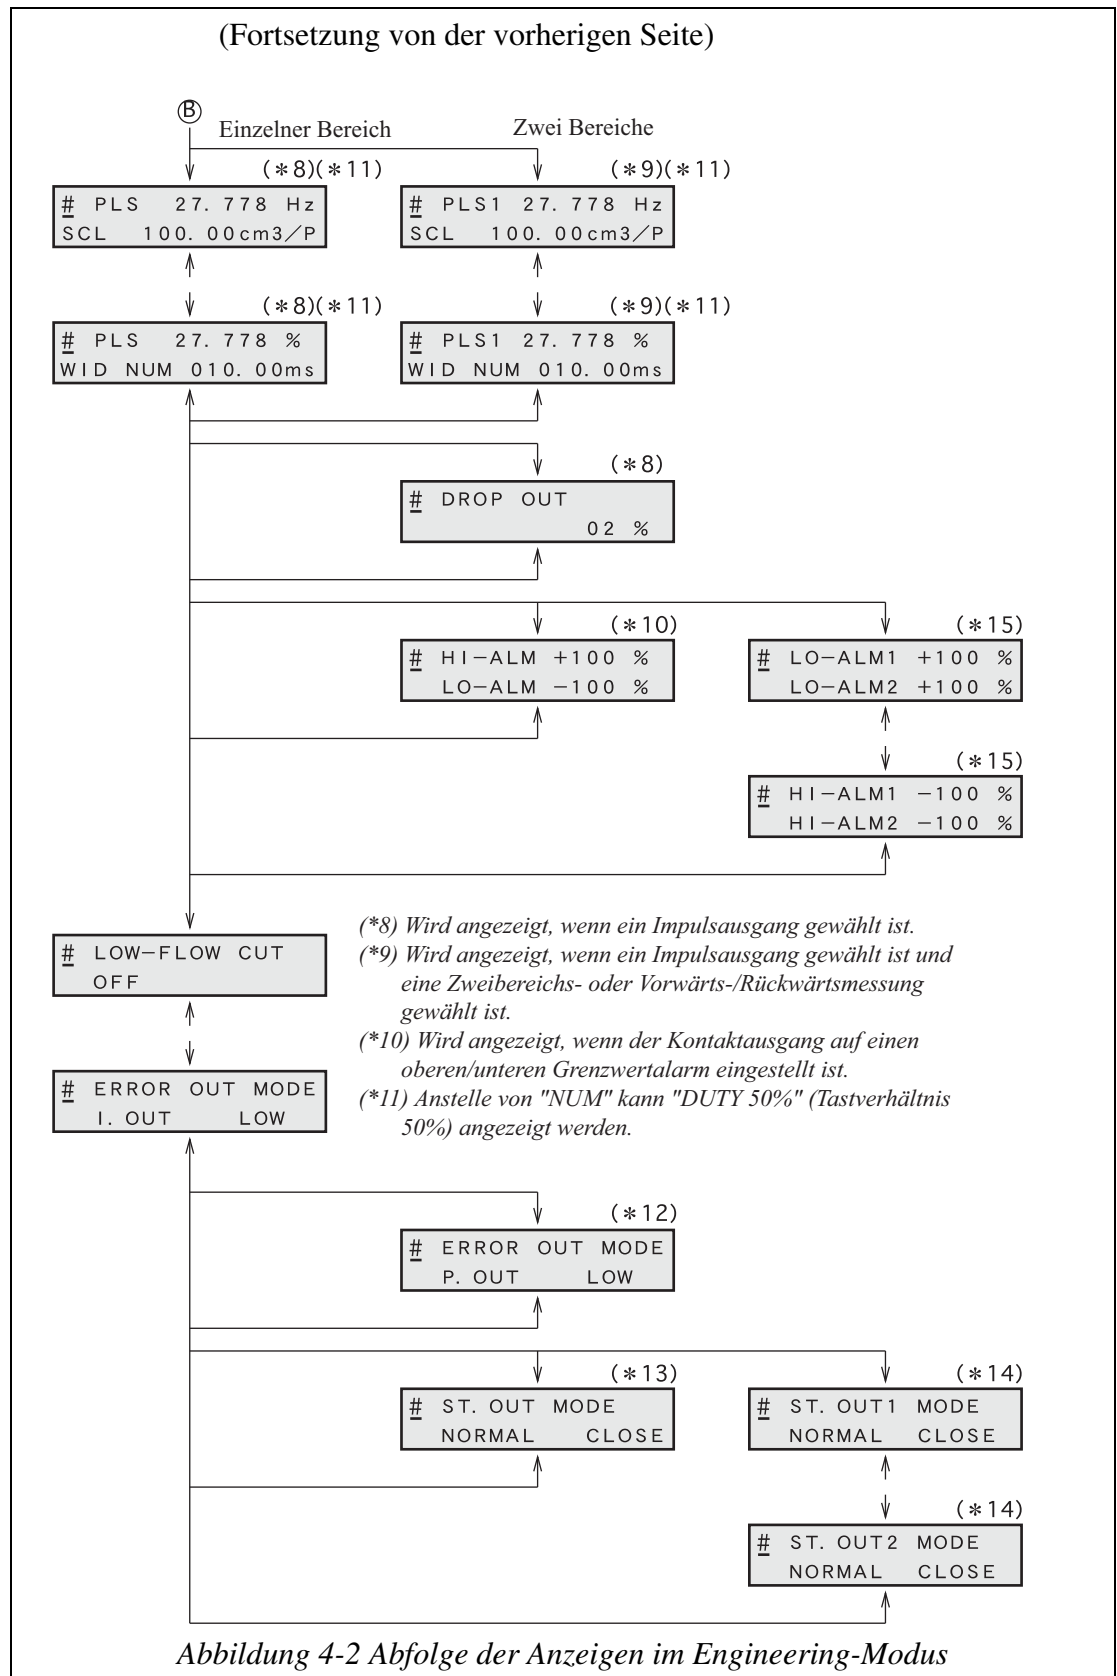 (Fortsetzung von der vorherigen Seite)
B
Einzelner Bereich
Zwei Bereiche
(*8)(*11)
(*9)(*11)
# PLS 27. 778 Hz
SCL 100. 00cm3/P
# PLS1 27. 778 Hz
SCL 100. 00cm3/P
(*8)(*11)
(*9)(*11)
# PLS 27. 778 %
WID NUM 010. 00ms
# PLS1 27. 778 %
WID NUM 010. 00ms
(*8)
# DROP OUT
02 %
(*10)
(*15)
# HI-ALM +100 %
LO-ALM -100 %
# LO-ALM1 +100 %
LO-ALM2 +100 %
(*15)
# HI-ALM1 -100 %
HI-ALM2 -100 %
# LOW-FLOW CUT
OFF
(*8) Wird angezeigt, wenn ein Impulsausgang gewählt ist.
(*9) Wird angezeigt, wenn ein Impulsausgang gewählt ist und
eine Zweibereichs- oder Vorwärts-/Rückwärtsmessung
gewählt ist.
(*10) Wird angezeigt, wenn der Kontaktausgang auf einen
oberen/unteren Grenzwertalarm eingestellt ist.
(*11) Anstelle von "NUM" kann "DUTY 50%" (Tastverhältnis
50%) angezeigt werden.
# ERROR OUT MODE
I. OUT LOW
(*12)
# ERROR OUT MODE
P. OUT LOW
(*13)
(*14)
# ST. OUT MODE
NORMAL CLOSE
# ST. OUT1 MODE
NORMAL CLOSE
(*14)
# ST. OUT2 MODE
NORMAL CLOSE
Abbildung 4-2 Abfolge der Anzeigen im Engineering-Modus